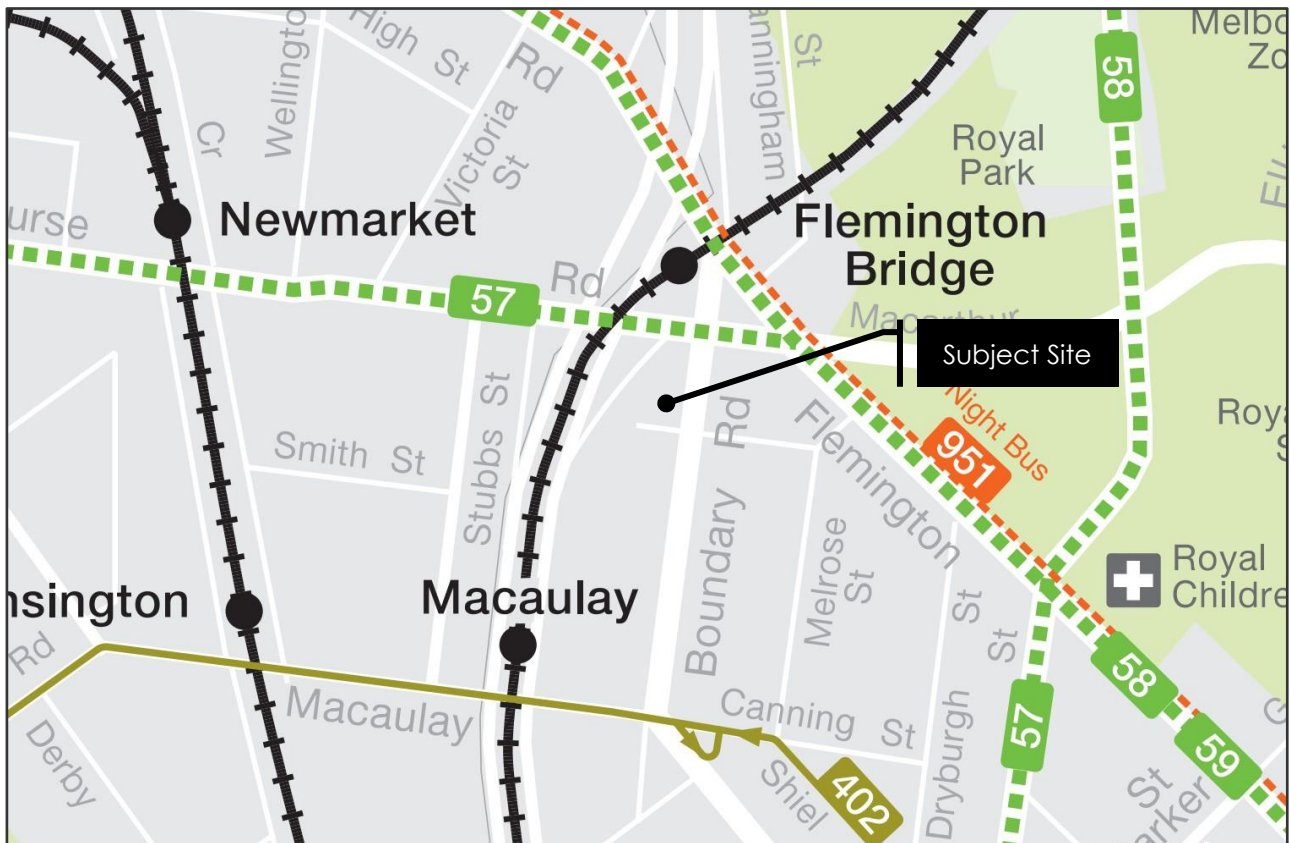 High St
Rd
Wellington
Cr
Victoria
St
anningham
St
58
Melbo
Zo
Royal
Park
Newmarket
urse
57
Rd
Flemington
Bridge
Subject Site
Night Bus
951
Roya
S
Smith St
Stubbs St
Boundary Rd
Flemington
St
Melrose
St
Royal
Childre
nsington
Rd
Macaulay
Macaulay
Derby
Canning St
Shiel
402
Dryburgh
St
57
58
59
St
arker
G